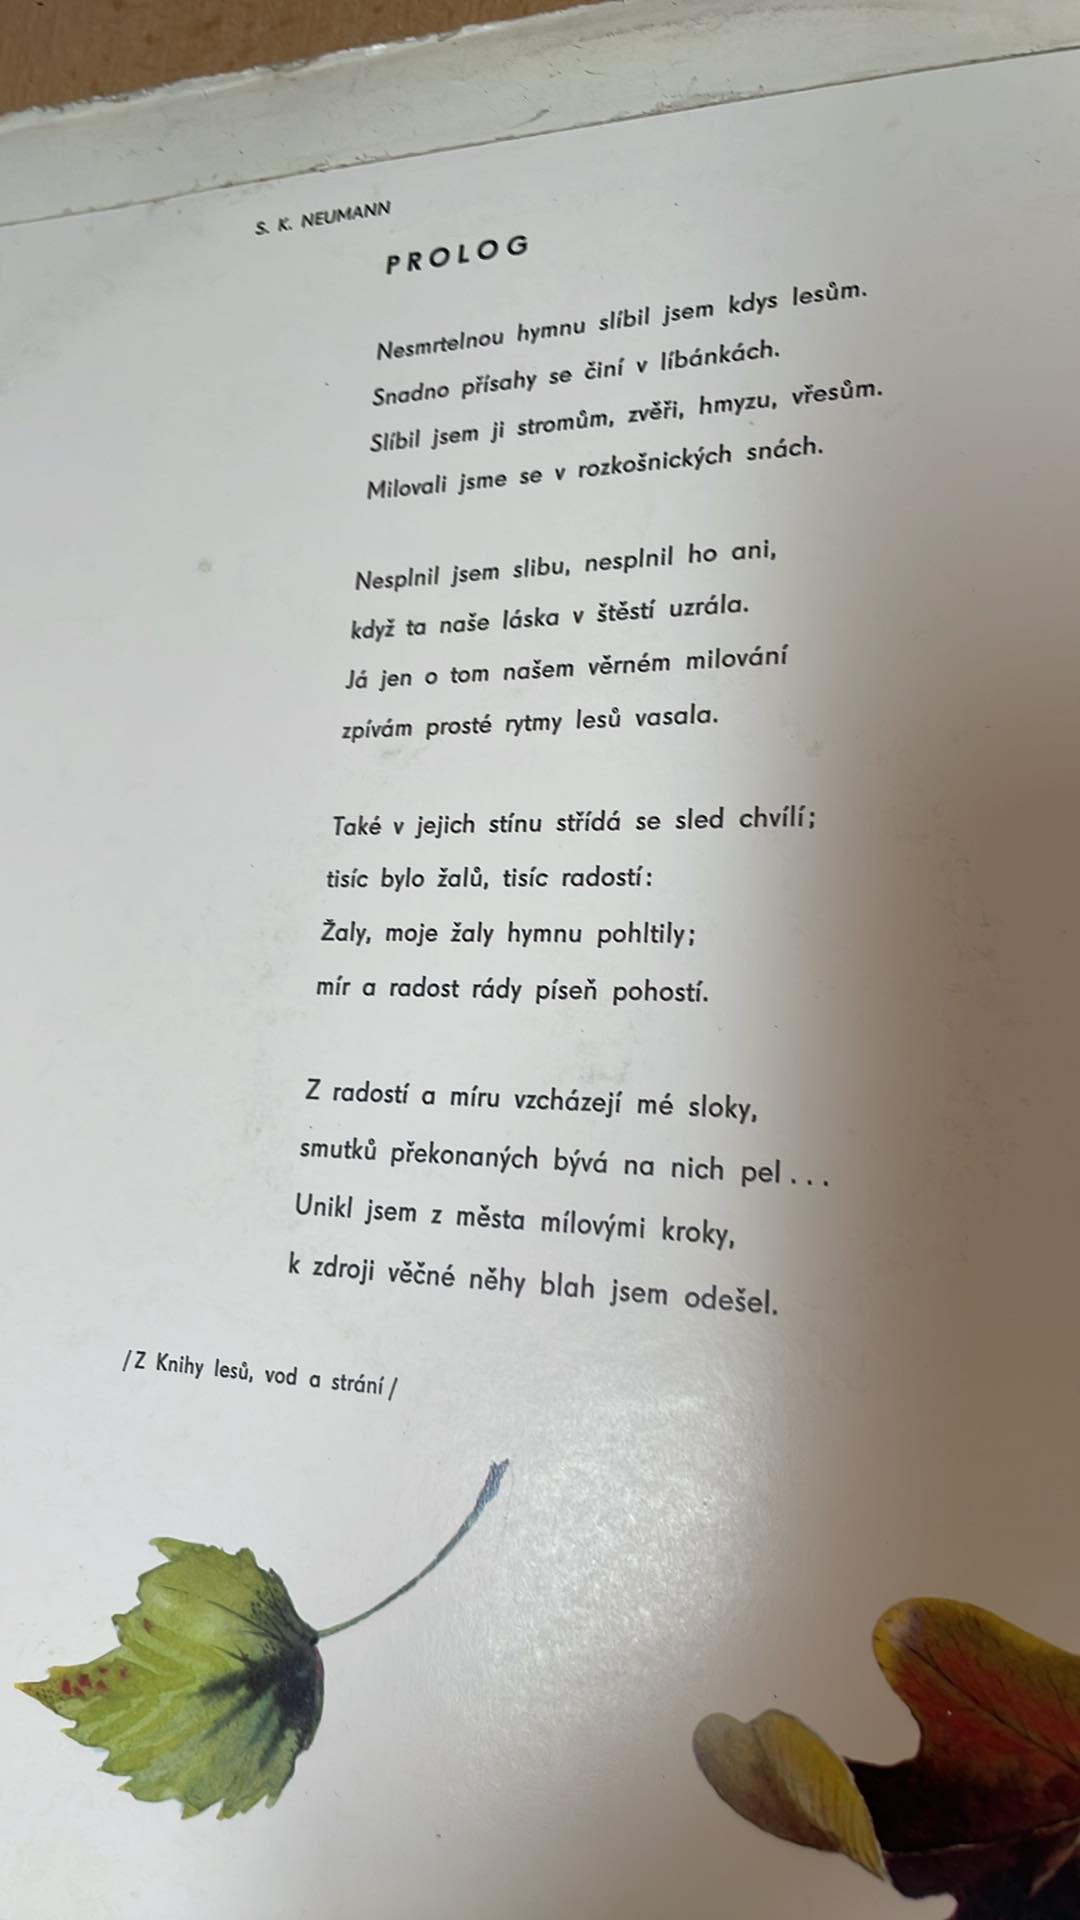 S. K. NEUMANN
PROLOG
Nesmrtelnou hymnu slíbil jsem kdys lesům.
Snadno přísahy se činí v líbánkách.
Slíbil jsem ji stromům, zvěři, hmyzu, vřesům.
Milovali jsme se v rozkošnických snách.
Nesplnil jsem slibu, nesplnil ho ani,
když ta naše láska v štěstí uzrála.
Já jen o tom našem věrném milování
zpívám prosté rytmy lesů vasala.
Také v jejich stínu střídá se sled chvílí;
tisíc bylo žalů, tisíc radostí:
Žaly, moje žaly hymnu pohltily;
mír a radost rády píseň pohostí.
Z radostí a míru vzcházejí mé sloky,
smutků překonaných bývá na nich pel...
Unikl jsem z města mílovými kroky,
k zdroji věčné něhy blah jsem odešel.
/Z Knihy lesů, vod a strání/